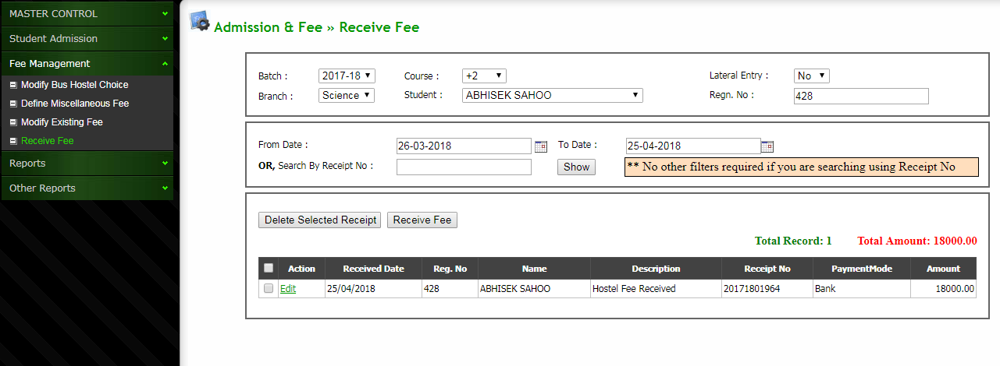 MASTER CONTROL
Student Admission
Fee Management
Modify Bus Hostel Choice
Define Miscellaneous Fee
Modify Existing Fee
Receive Fee
Reports
Other Reports
Admission & Fee » Receive Fee
Batch : 2017-18 Course : +2 Lateral Entry : No
Branch : Science Student : ABHISEK SAHOO Regn. No : 428
From Date : 26-03-2018 To Date : 25-04-2018
OR, Search By Receipt No : Show ** No other filters required if you are searching using Receipt No
Delete Selected Receipt Receive Fee
Total Record: 1 Total Amount: 18000.00
Action Received Date Reg. No Name Description Receipt No PaymentMode Amount
Edit 25/04/2018 428 ABHISEK SAHOO Hostel Fee Received 20171801964 Bank 18000.00